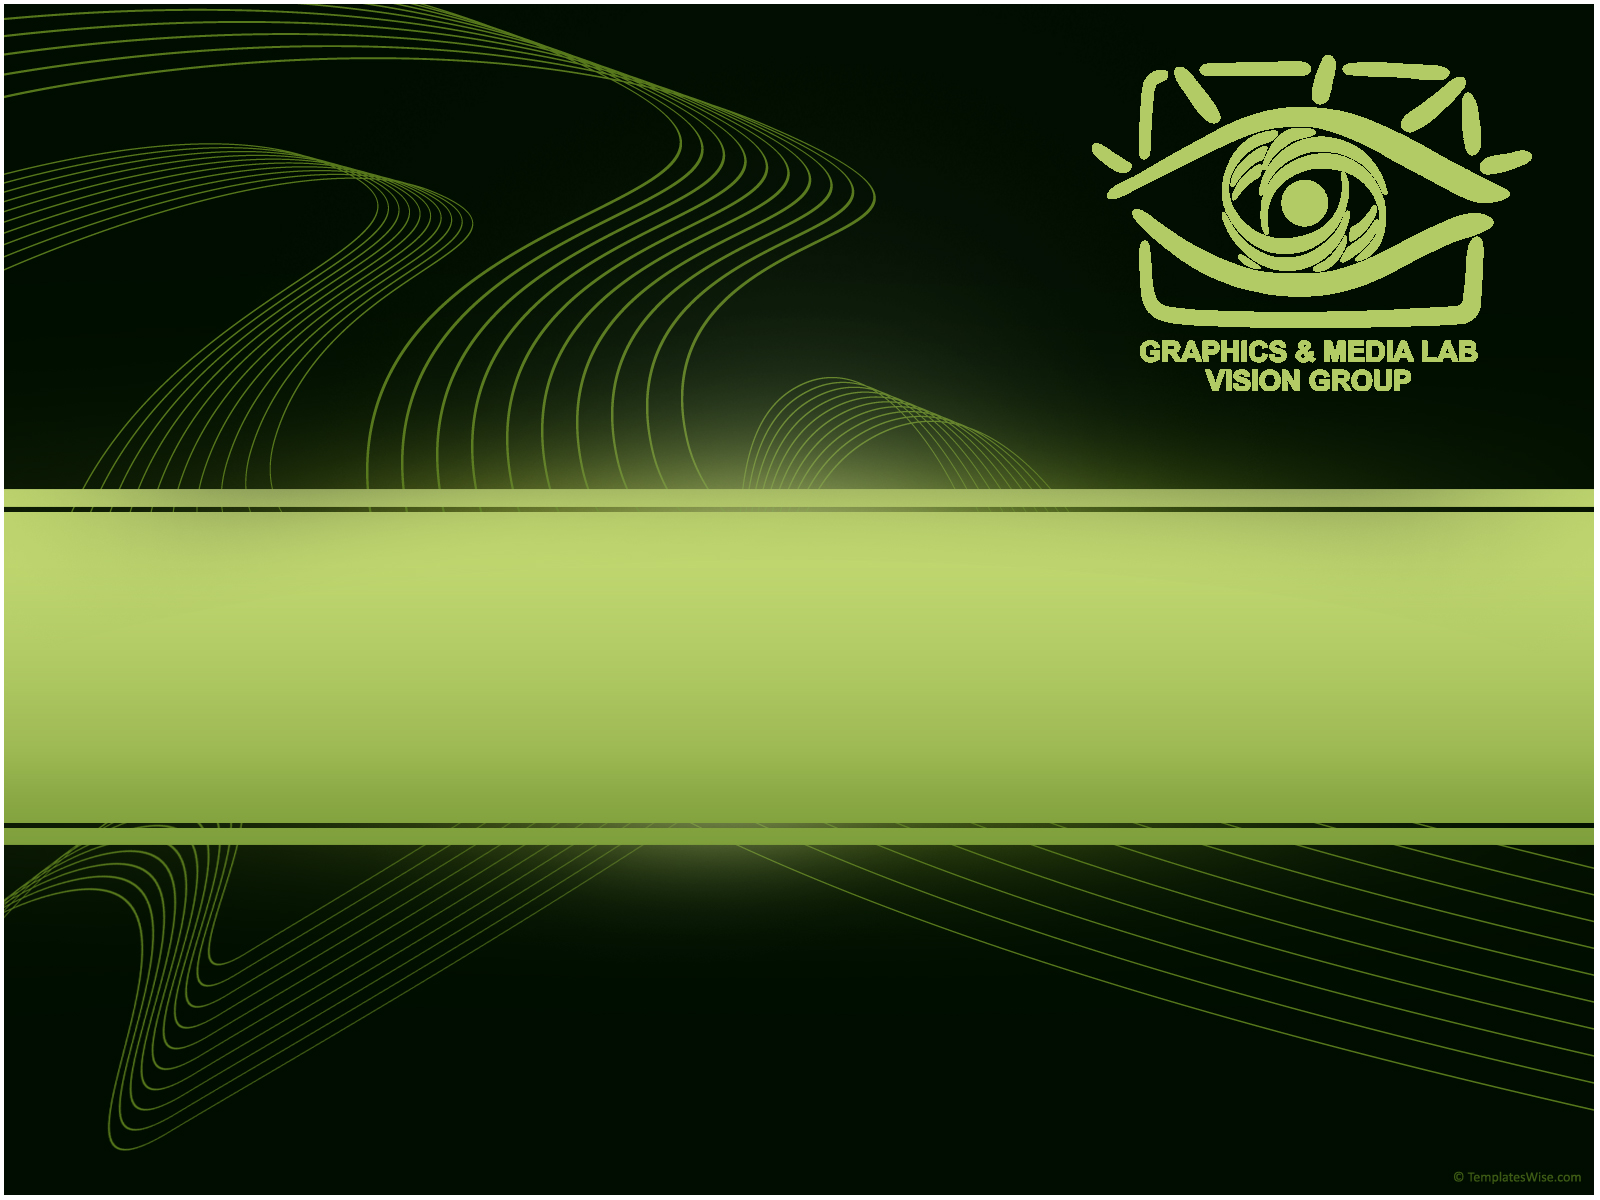 GRAPHICS & MEDIA LAB
VISION GROUP
© TemplatesWise.com